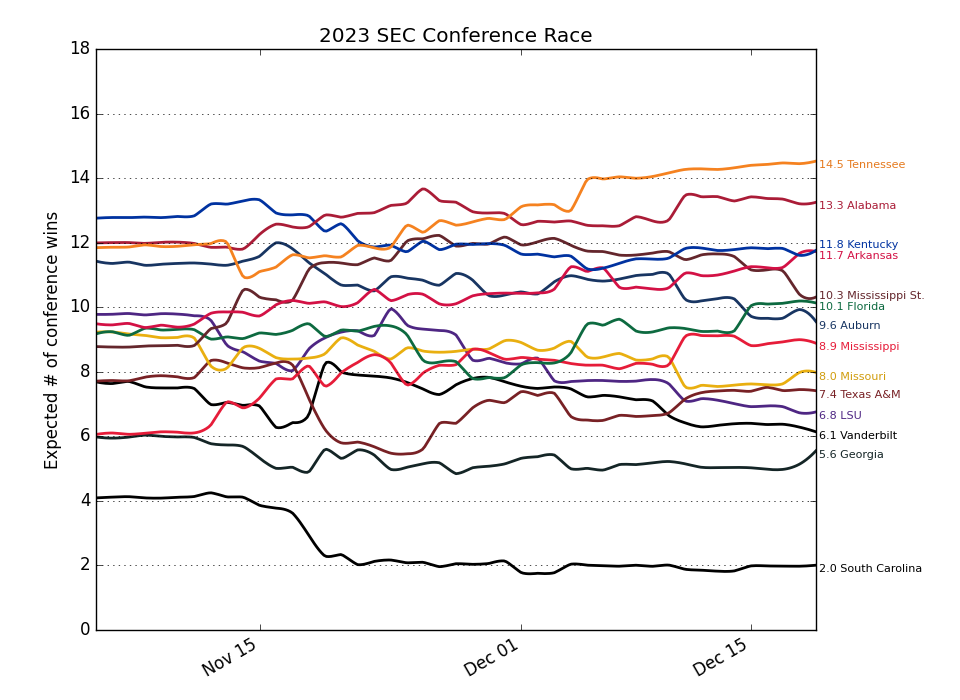 2023 SEC Conference Race
Expected # of conference wins
18
16
14
12
10
8
6
4
2
0
Nov 15
Dec 01
Dec 15
14.5 Tennessee
13.3 Alabama
11.8 Kentucky
11.7 Arkansas
10.3 Mississippi St.
10.1 Florida
9.6 Auburn
8.9 Mississippi
8.0 Missouri
7.4 Texas A&M
6.8 LSU
6.1 Vanderbilt
5.6 Georgia
2.0 South Carolina